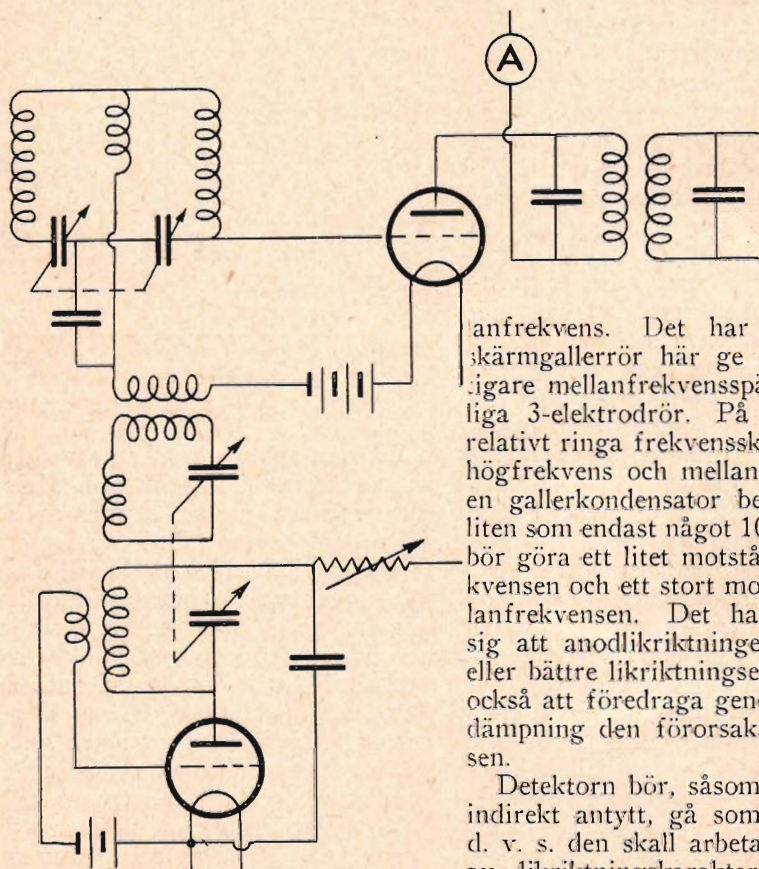 A
anfrekvens. Det har
skärmgallerrör här ge
tigare mellanfrekvensspä
liga 3-elektrodrör. På
relativt ringa frekvenssk
högfrekvens och mellan
en gallerkondensator be
liten som endast något 10
bör göra ett litet motstå
kvensen och ett stort mo
lanfrekvensen. Det ha
sig att anodlikriktninge
eller bättre likriktningse
också att föredraga geno
dämpning den förorsak
sen.
Detektorn bör, såsom
indirekt antytt, gå som
d. v. s. den skall arbeta